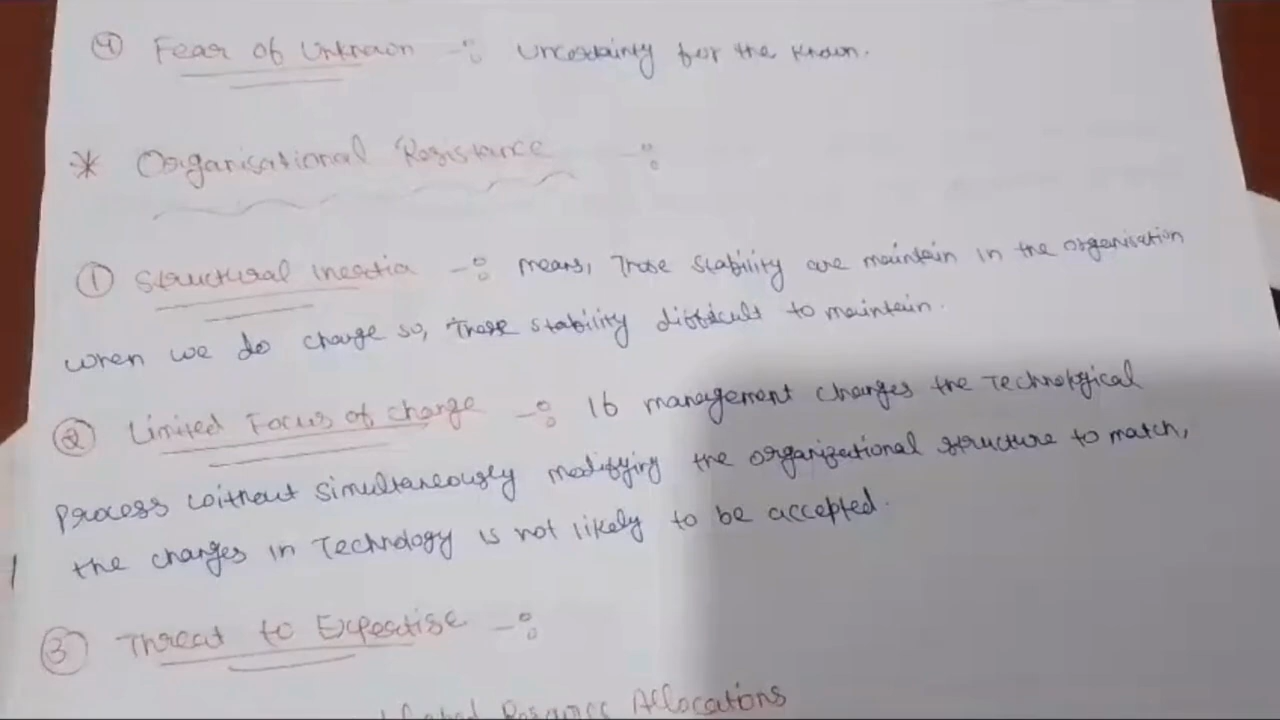 ④ Fear of Unknown -: Uncertainty for the known.
* Organisational Resistance -:
① Structural inertia -: means, Those stability are maintain in the organisation
when we do change so, those stability difficult to maintain.
② Limited Focus of change -: If management changes the Technological
process without simultaneously modifying the organizational structure to match,
the changes in Technology is not likely to be accepted.
③ Threat to Expertise -:
Resource Allocations